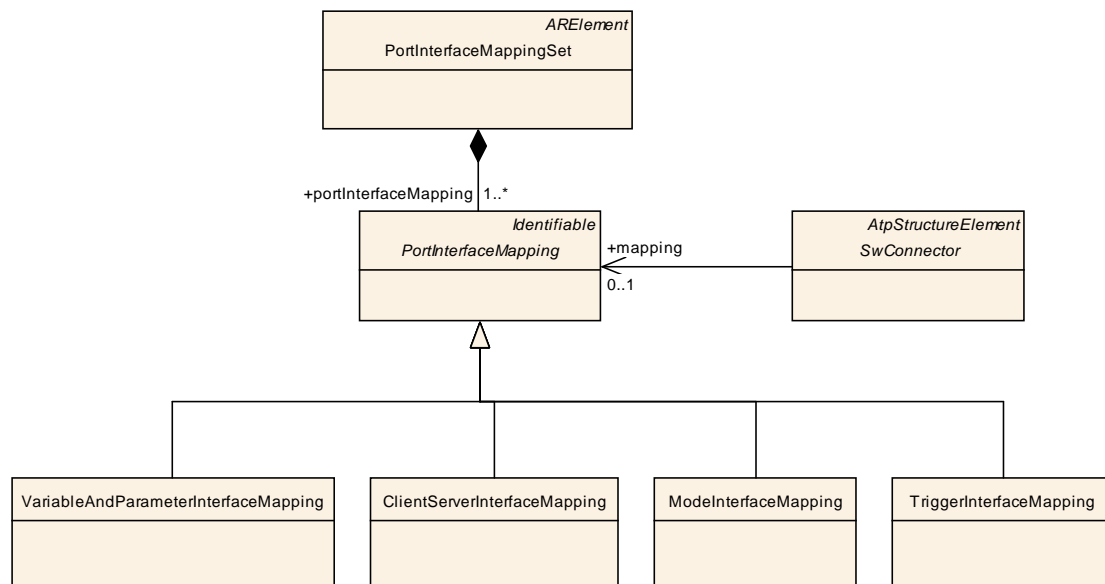 ARElement
PortInterfaceMappingSet
+portInterfaceMapping 1..*
Identifiable
PortInterfaceMapping
+mapping
0..1
AtpStructureElement
SwConnector
VariableAndParameterInterfaceMapping
ClientServerInterfaceMapping
ModeInterfaceMapping
TriggerInterfaceMapping